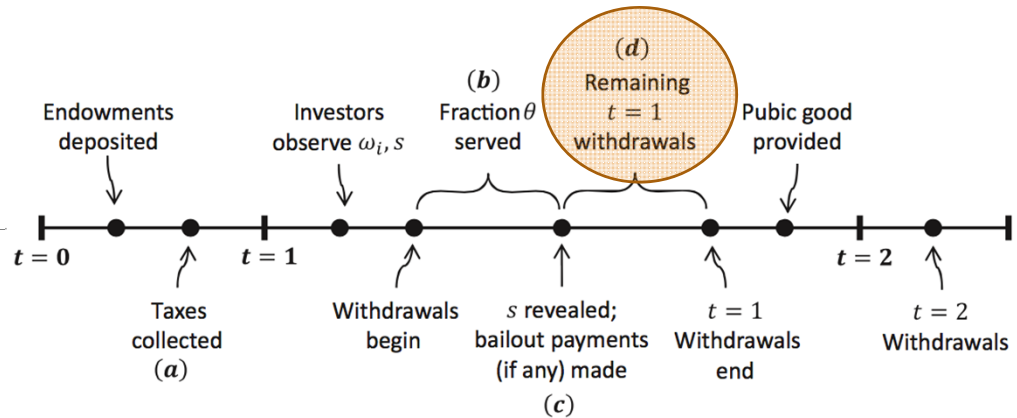 (d)
Remaining
t = 1
withdrawals
(b)
Fraction θ
served
Endowments
deposited
Investors
observe ωᵢ, s
Pubic good
provided
t = 0
t = 1
t = 2
Taxes
collected
(a)
Withdrawals
begin
s revealed;
bailout payments
(if any) made
(c)
t = 1
Withdrawals
end
t = 2
Withdrawals